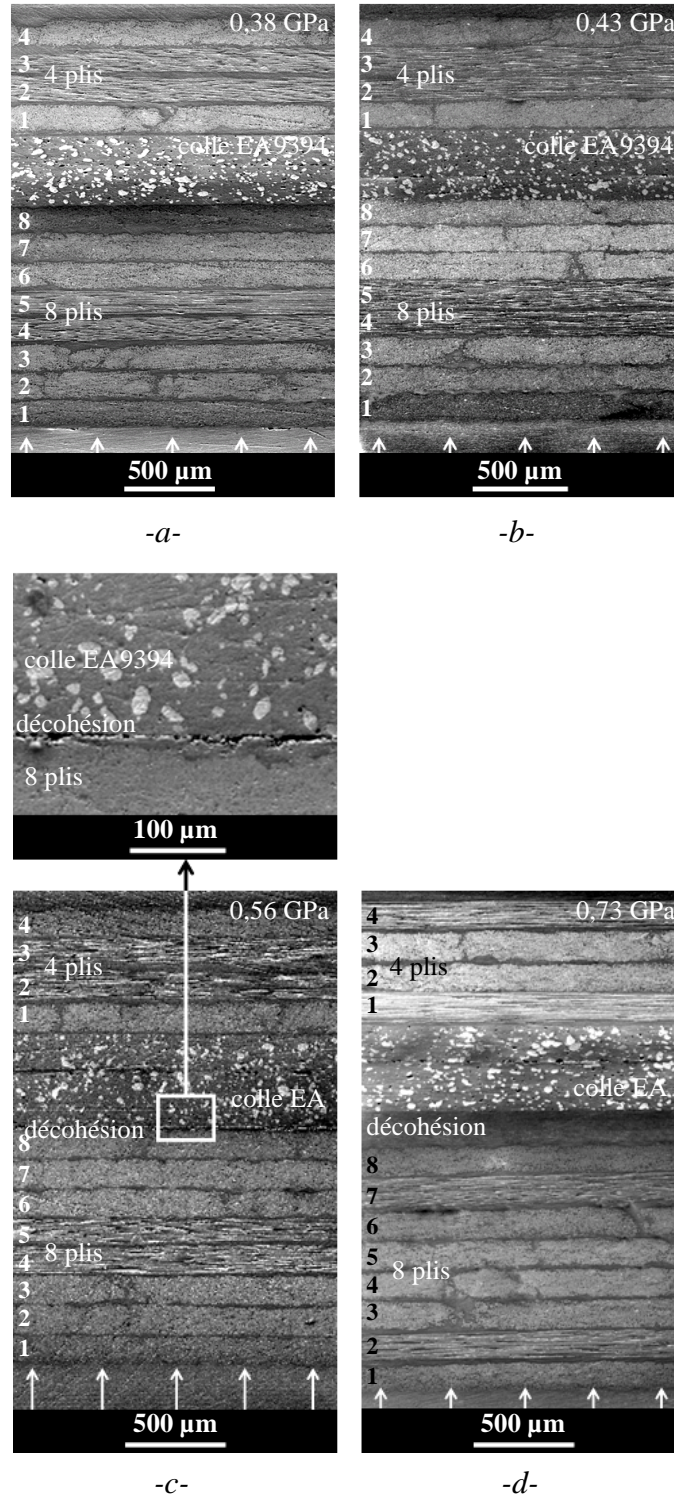 0,38 GPa
4
3
4 plis
2
1
colle EA9394
8
7
6
5
8 plis
4
3
2
1
500 µm
-a-
0,43 GPa
4
3
4 plis
2
1
colle EA9394
8
7
6
5
8 plis
4
3
2
1
500 µm
-b-
colle EA9394
décohésion
8 plis
100 µm
0,56 GPa
4
3
4 plis
2
1
colle EA
décohésion
8
7
6
5
8 plis
4
3
2
1
500 µm
-c-
0,73 GPa
4
3
4 plis
2
1
colle EA
décohésion
8
7
6
5
8 plis
4
3
2
1
500 µm
-d-